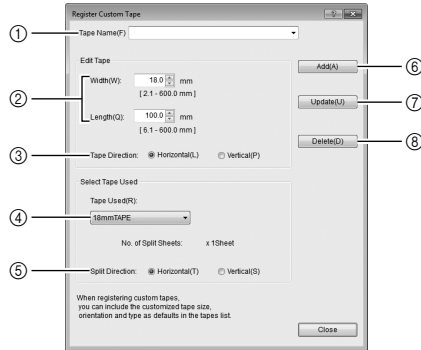 Register Custom Tape
① Tape Name(F)
Edit Tape
② Width(W): 18.0 mm
[ 2.1 - 600.0 mm ]
Length(Q): 100.0 mm
[ 6.1 - 600.0 mm ]
③ Tape Direction: Horizontal(L) Vertical(P)
Select Tape Used
Tape Used(R):
④ 18mmTAPE
No. of Split Sheets: x 1Sheet
⑤ Split Direction: Horizontal(T) Vertical(S)
When registering custom tapes,
you can include the customized tape size,
orientation and type as defaults in the tapes list.
Add(A) ⑥
Update(U) ⑦
Delete(D) ⑧
Close